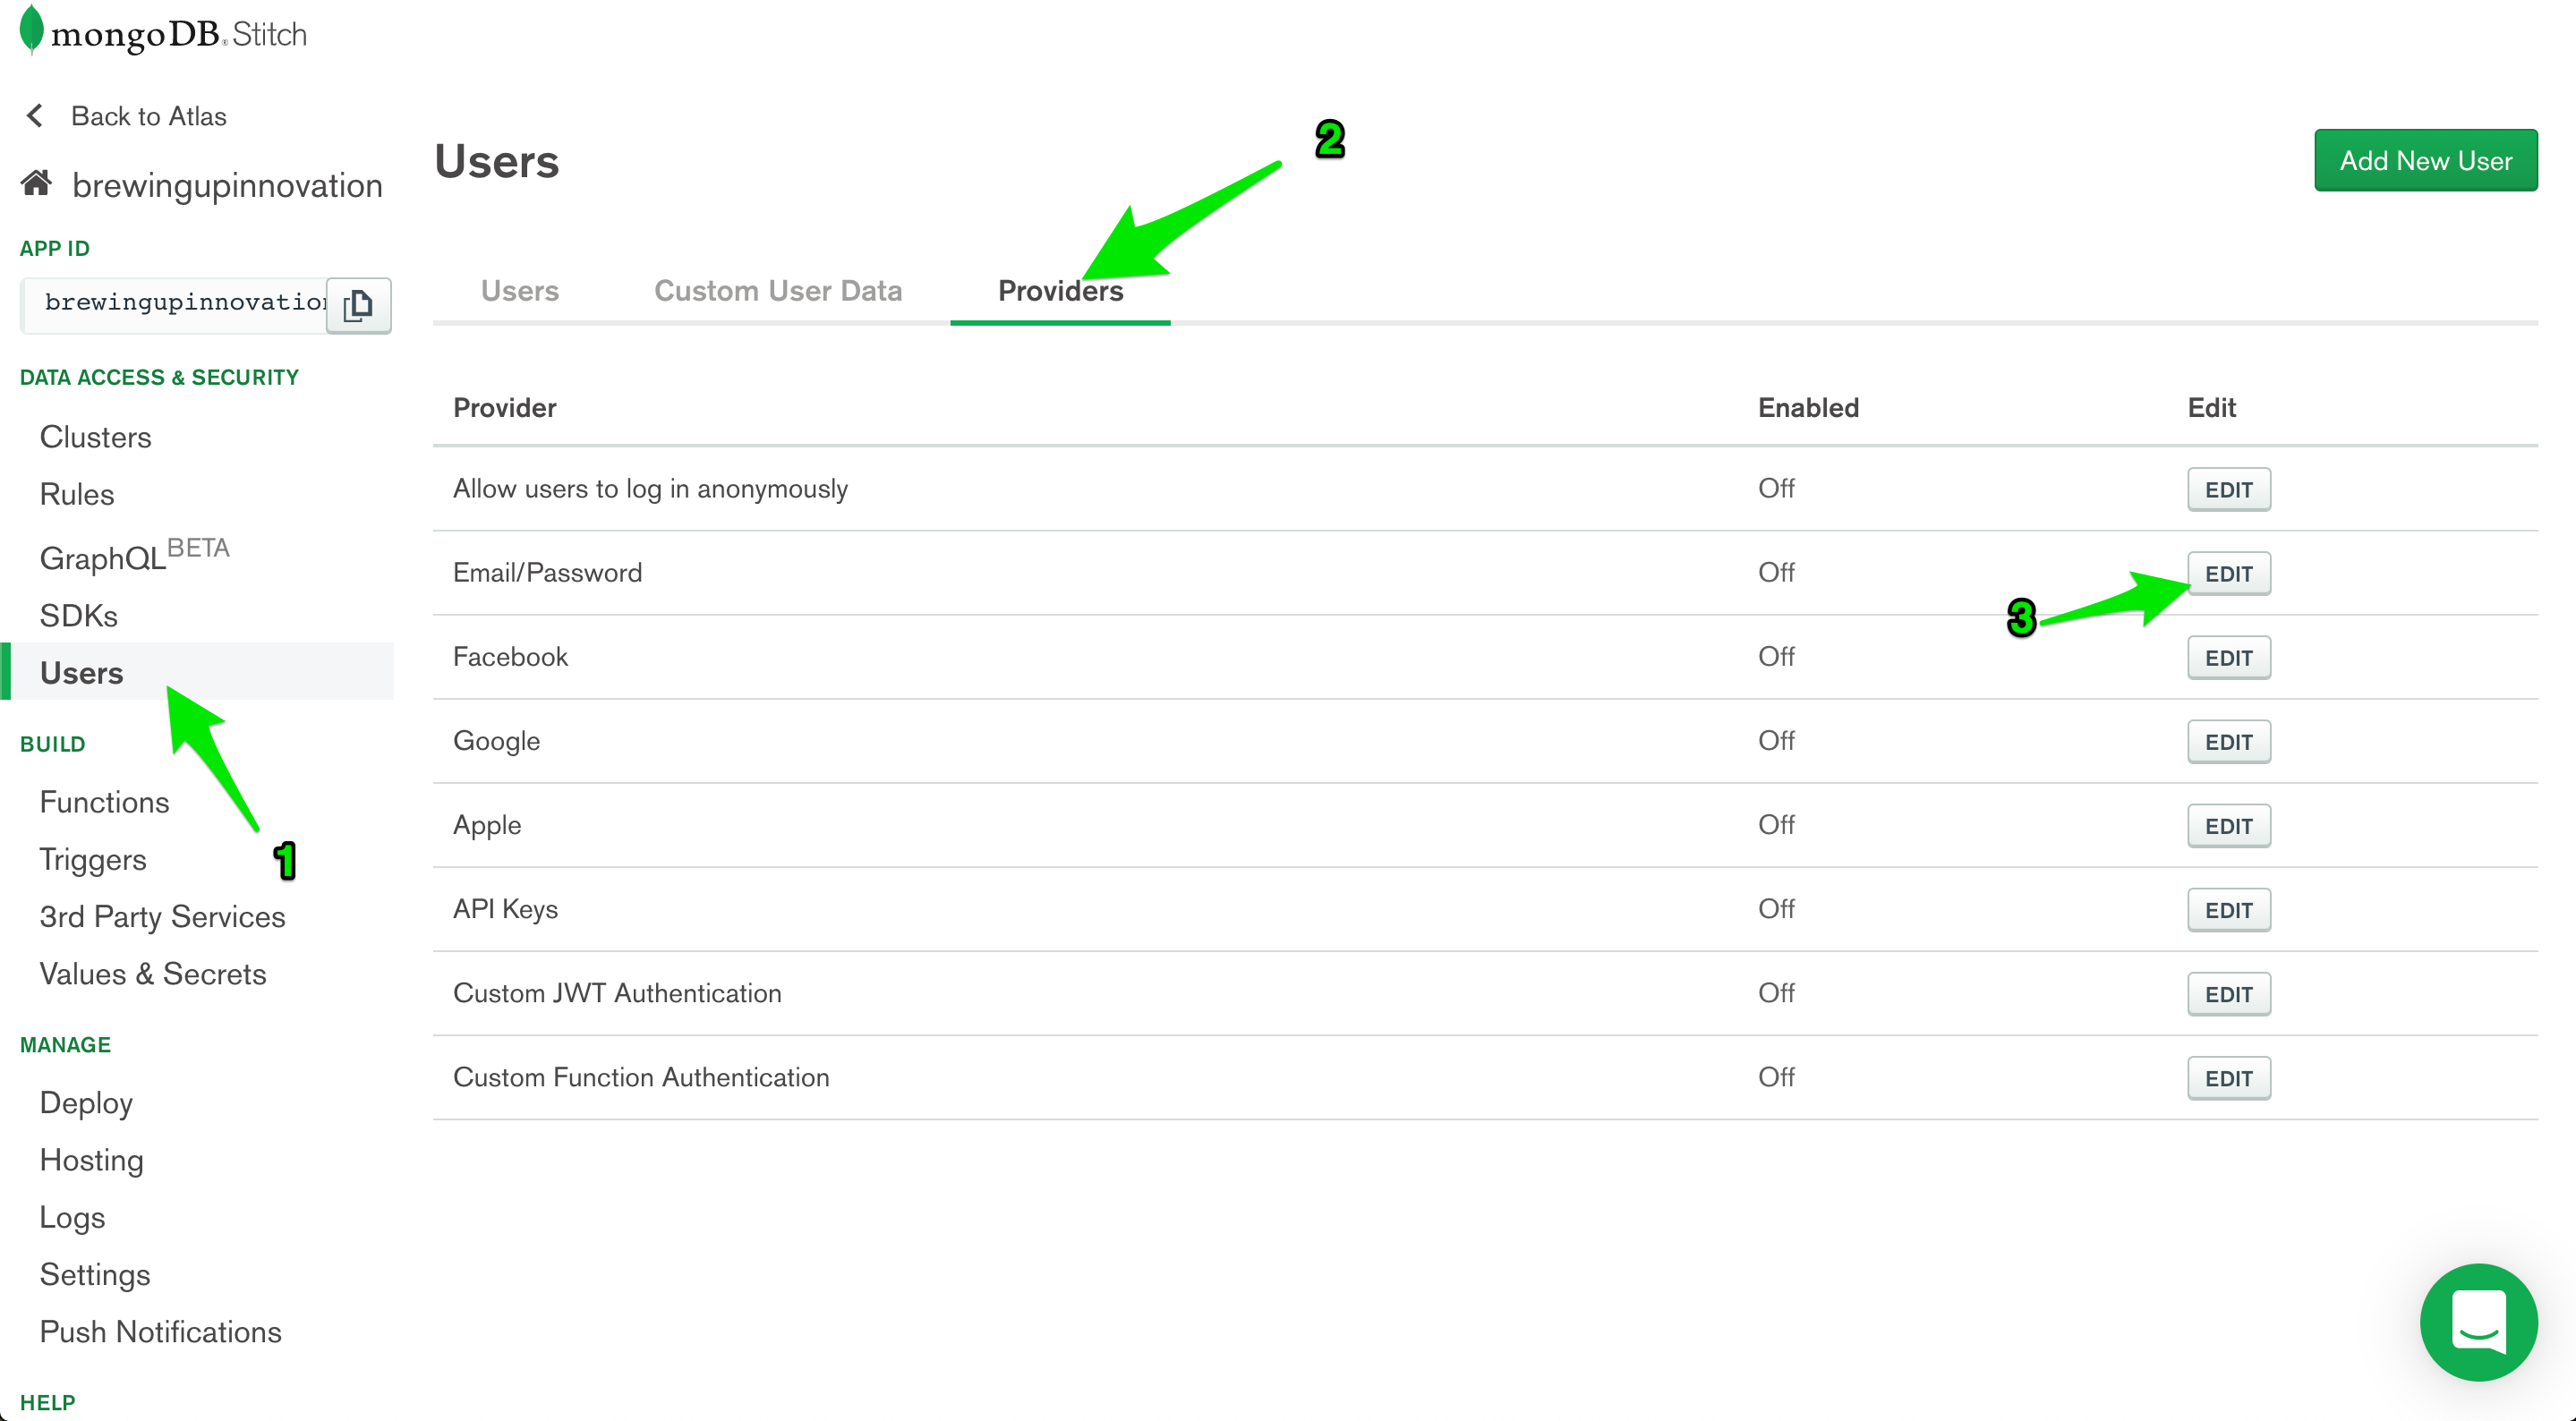 mongoDB® Stitch
Back to Atlas
brewingupinnovation
APP ID
brewingupinnovation
DATA ACCESS & SECURITY
Clusters
Rules
GraphQL BETA
SDKs
Users
1
BUILD
Functions
Triggers
3rd Party Services
Values & Secrets
MANAGE
Deploy
Hosting
Logs
Settings
Push Notifications
HELP
Users
2
Add New User
Users Custom User Data Providers
Provider Enabled Edit
Allow users to log in anonymously Off EDIT
Email/Password Off EDIT
3
Facebook Off EDIT
Google Off EDIT
Apple Off EDIT
API Keys Off EDIT
Custom JWT Authentication Off EDIT
Custom Function Authentication Off EDIT